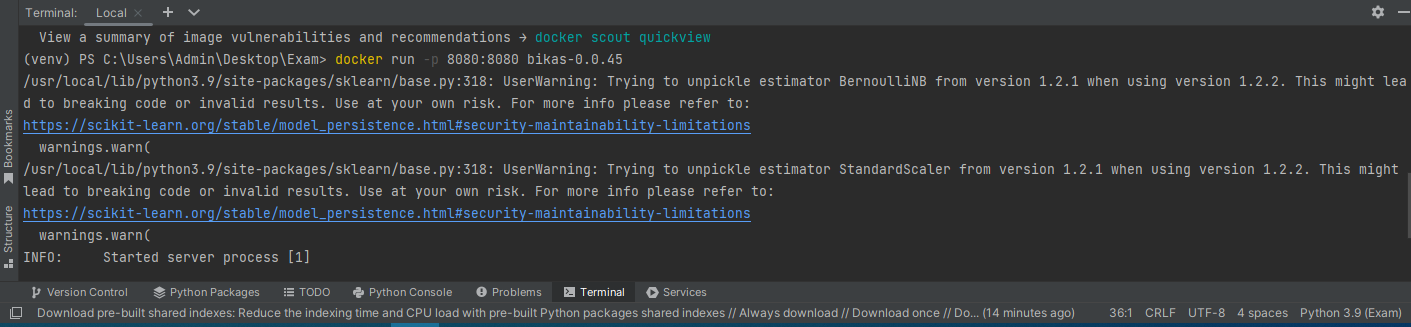 Terminal: Local
View a summary of image vulnerabilities and recommendations → docker scout quickview
(venv) PS C:\Users\Admin\Desktop\Exam> docker run -p 8080:8080 bikas-0.0.45
/usr/local/lib/python3.9/site-packages/sklearn/base.py:318: UserWarning: Trying to unpickle estimator BernoulliNB from version 1.2.1 when using version 1.2.2. This might lea
d to breaking code or invalid results. Use at your own risk. For more info please refer to:
https://scikit-learn.org/stable/model_persistence.html#security-maintainability-limitations
warnings.warn(
/usr/local/lib/python3.9/site-packages/sklearn/base.py:318: UserWarning: Trying to unpickle estimator StandardScaler from version 1.2.1 when using version 1.2.2. This might
lead to breaking code or invalid results. Use at your own risk. For more info please refer to:
https://scikit-learn.org/stable/model_persistence.html#security-maintainability-limitations
warnings.warn(
INFO: Started server process [1]
Bookmarks
Structure
Version Control Python Packages TODO Python Console Problems Terminal Services
Download pre-built shared indexes: Reduce the indexing time and CPU load with pre-built Python packages shared indexes // Always download // Download once // Do... (14 minutes ago) 36:1 CRLF UTF-8 4 spaces Python 3.9 (Exam)